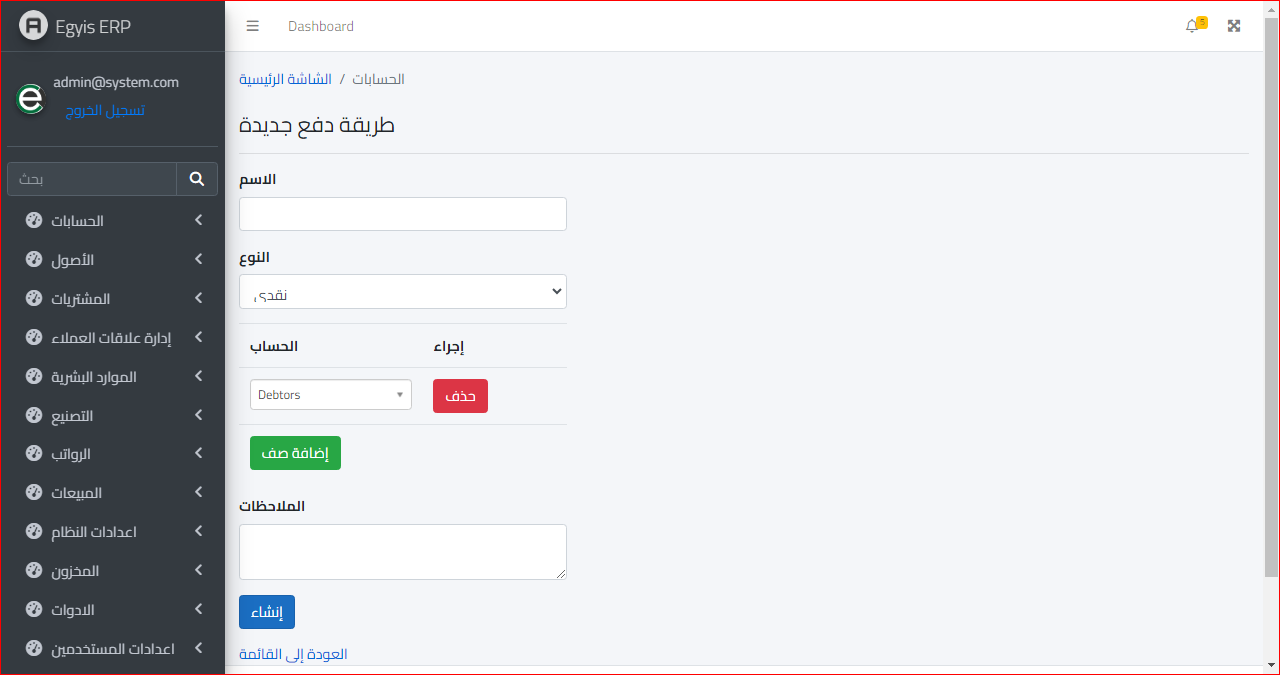 Egyis ERP
Dashboard
5
admin@system.com
تسجيل الخروج
بحث
الحسابات
الأصول
المشتريات
إدارة علاقات العملاء
الموارد البشرية
التصنيع
الرواتب
المبيعات
اعدادات النظام
المخزون
الادوات
اعدادات المستخدمين
الشاشة الرئيسية / الحسابات
طريقة دفع جديدة
الاسم
النوع
نقدي
الحساب إجراء
Debtors حذف
إضافة صف
الملاحظات
إنشاء
العودة إلى القائمة